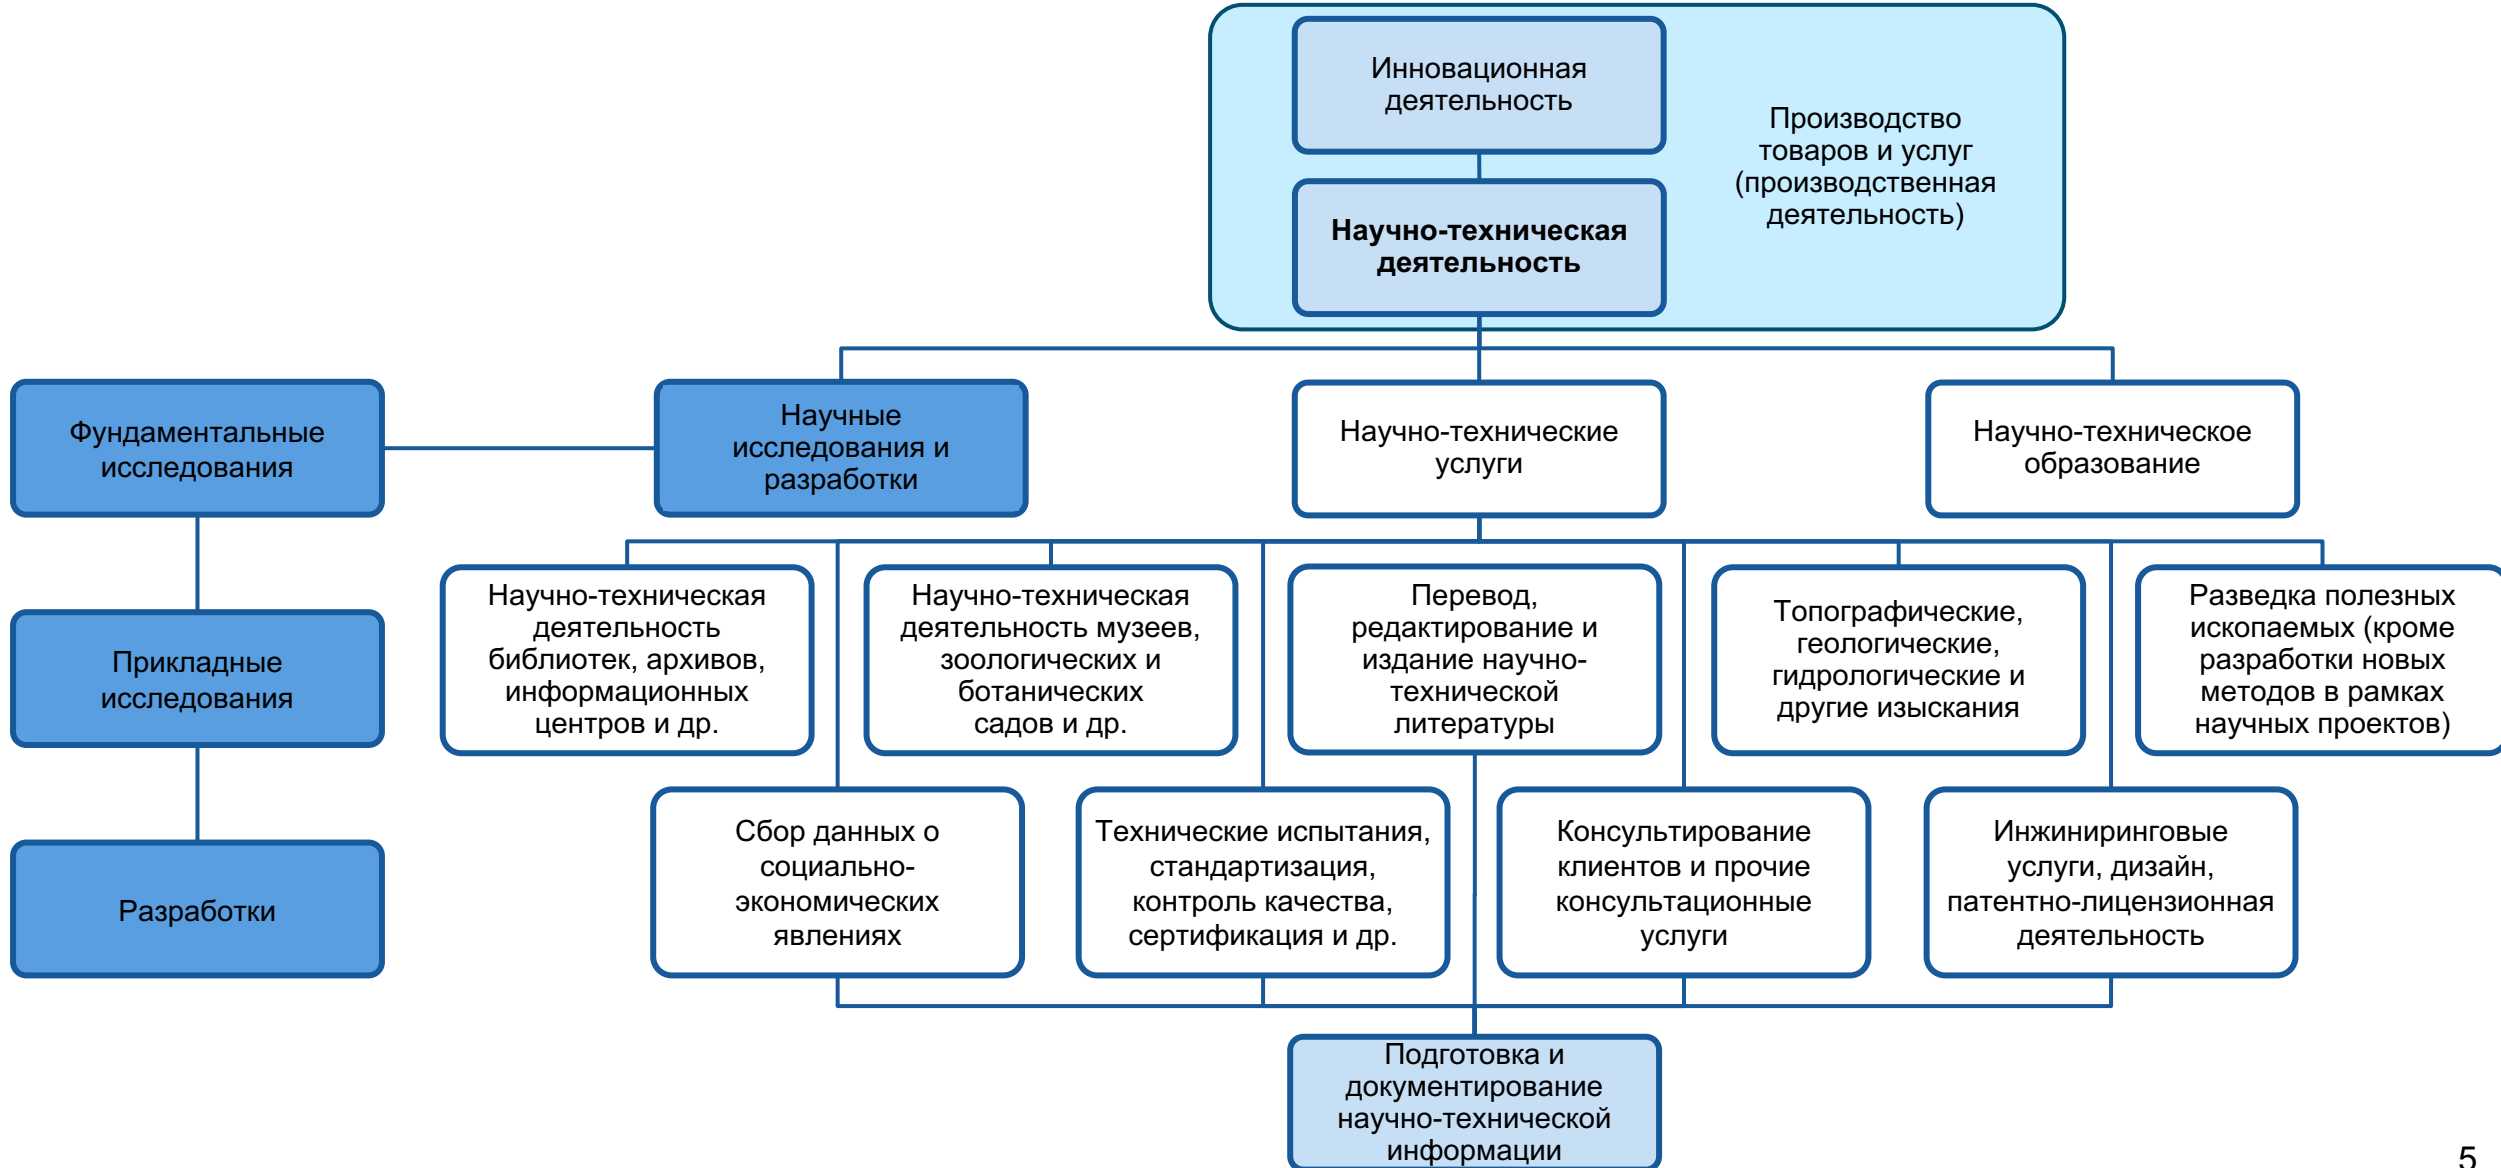 Инновационная
деятельность
Производство
товаров и услуг
(производственная
деятельность)
Научно-техническая
деятельность
Фундаментальные
исследования
Научные
исследования и
разработки
Научно-технические
услуги
Научно-техническое
образование
Прикладные
исследования
Разработки
Научно-техническая
деятельность
библиотек, архивов,
информационных
центров и др.
Научно-техническая
деятельность музеев,
зоологических и
ботанических
садов и др.
Перевод,
редактирование и
издание научно-
технической
литературы
Топографические,
геологические,
гидрологические и
другие изыскания
Разведка полезных
ископаемых (кроме
разработки новых
методов в рамках
научных проектов)
Сбор данных о
социально-
экономических
явлениях
Технические испытания,
стандартизация,
контроль качества,
сертификация и др.
Консультирование
клиентов и прочие
консультационные
услуги
Инжиниринговые
услуги, дизайн,
патентно-лицензионная
деятельность
Подготовка и
документирование
научно-технической
информации
5